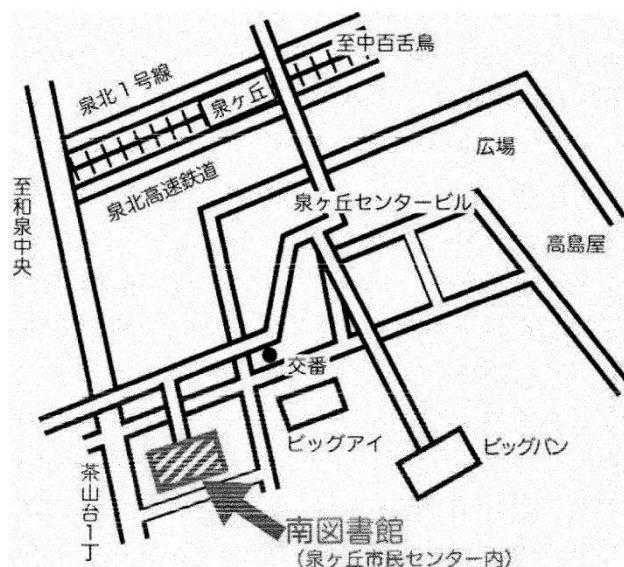 至中百舌鳥
泉北1号線
泉ヶ丘
広場
泉北高速鉄道
至和泉中央
泉ヶ丘センタービル
高島屋
交番
ビッグアイ
ビッグバン
茶山台1丁
南図書館
(泉ヶ丘市民センター内)